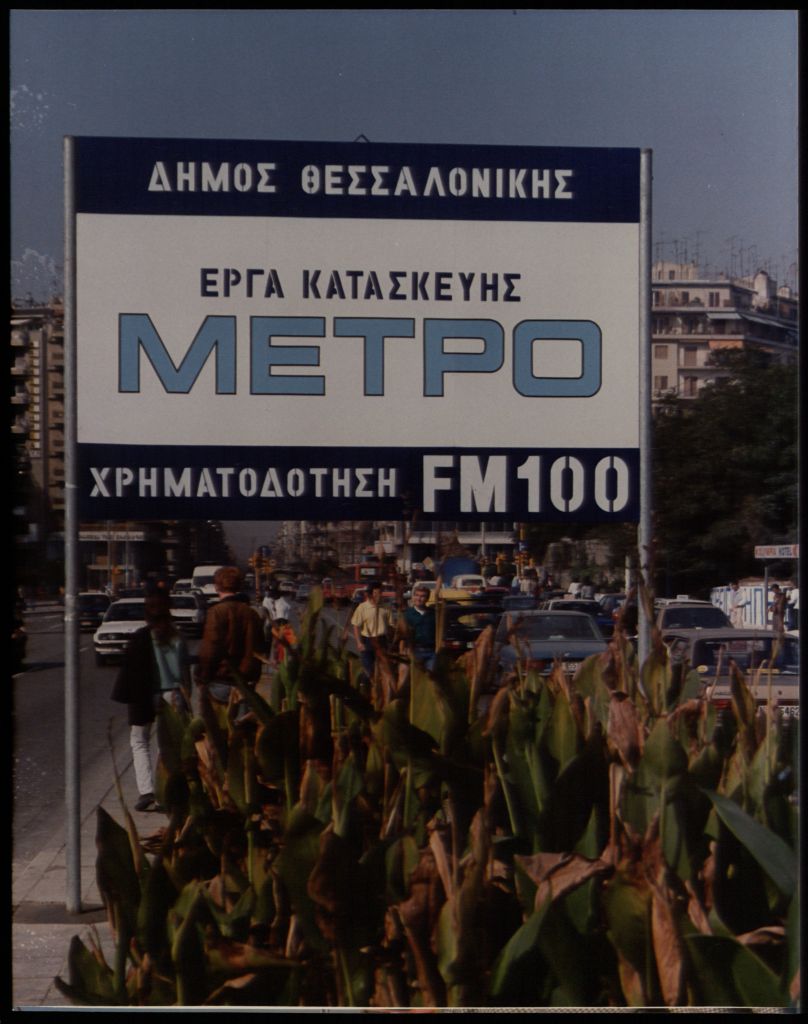 ΔΗΜΟΣ ΘΕΣΣΑΛΟΝΙΚΗΣ
ΕΡΓΑ ΚΑΤΑΣΚΕΥΗΣ
ΜΕΤΡΟ
ΧΡΗΜΑΤΟΔΟΤΗΣΗ FM100